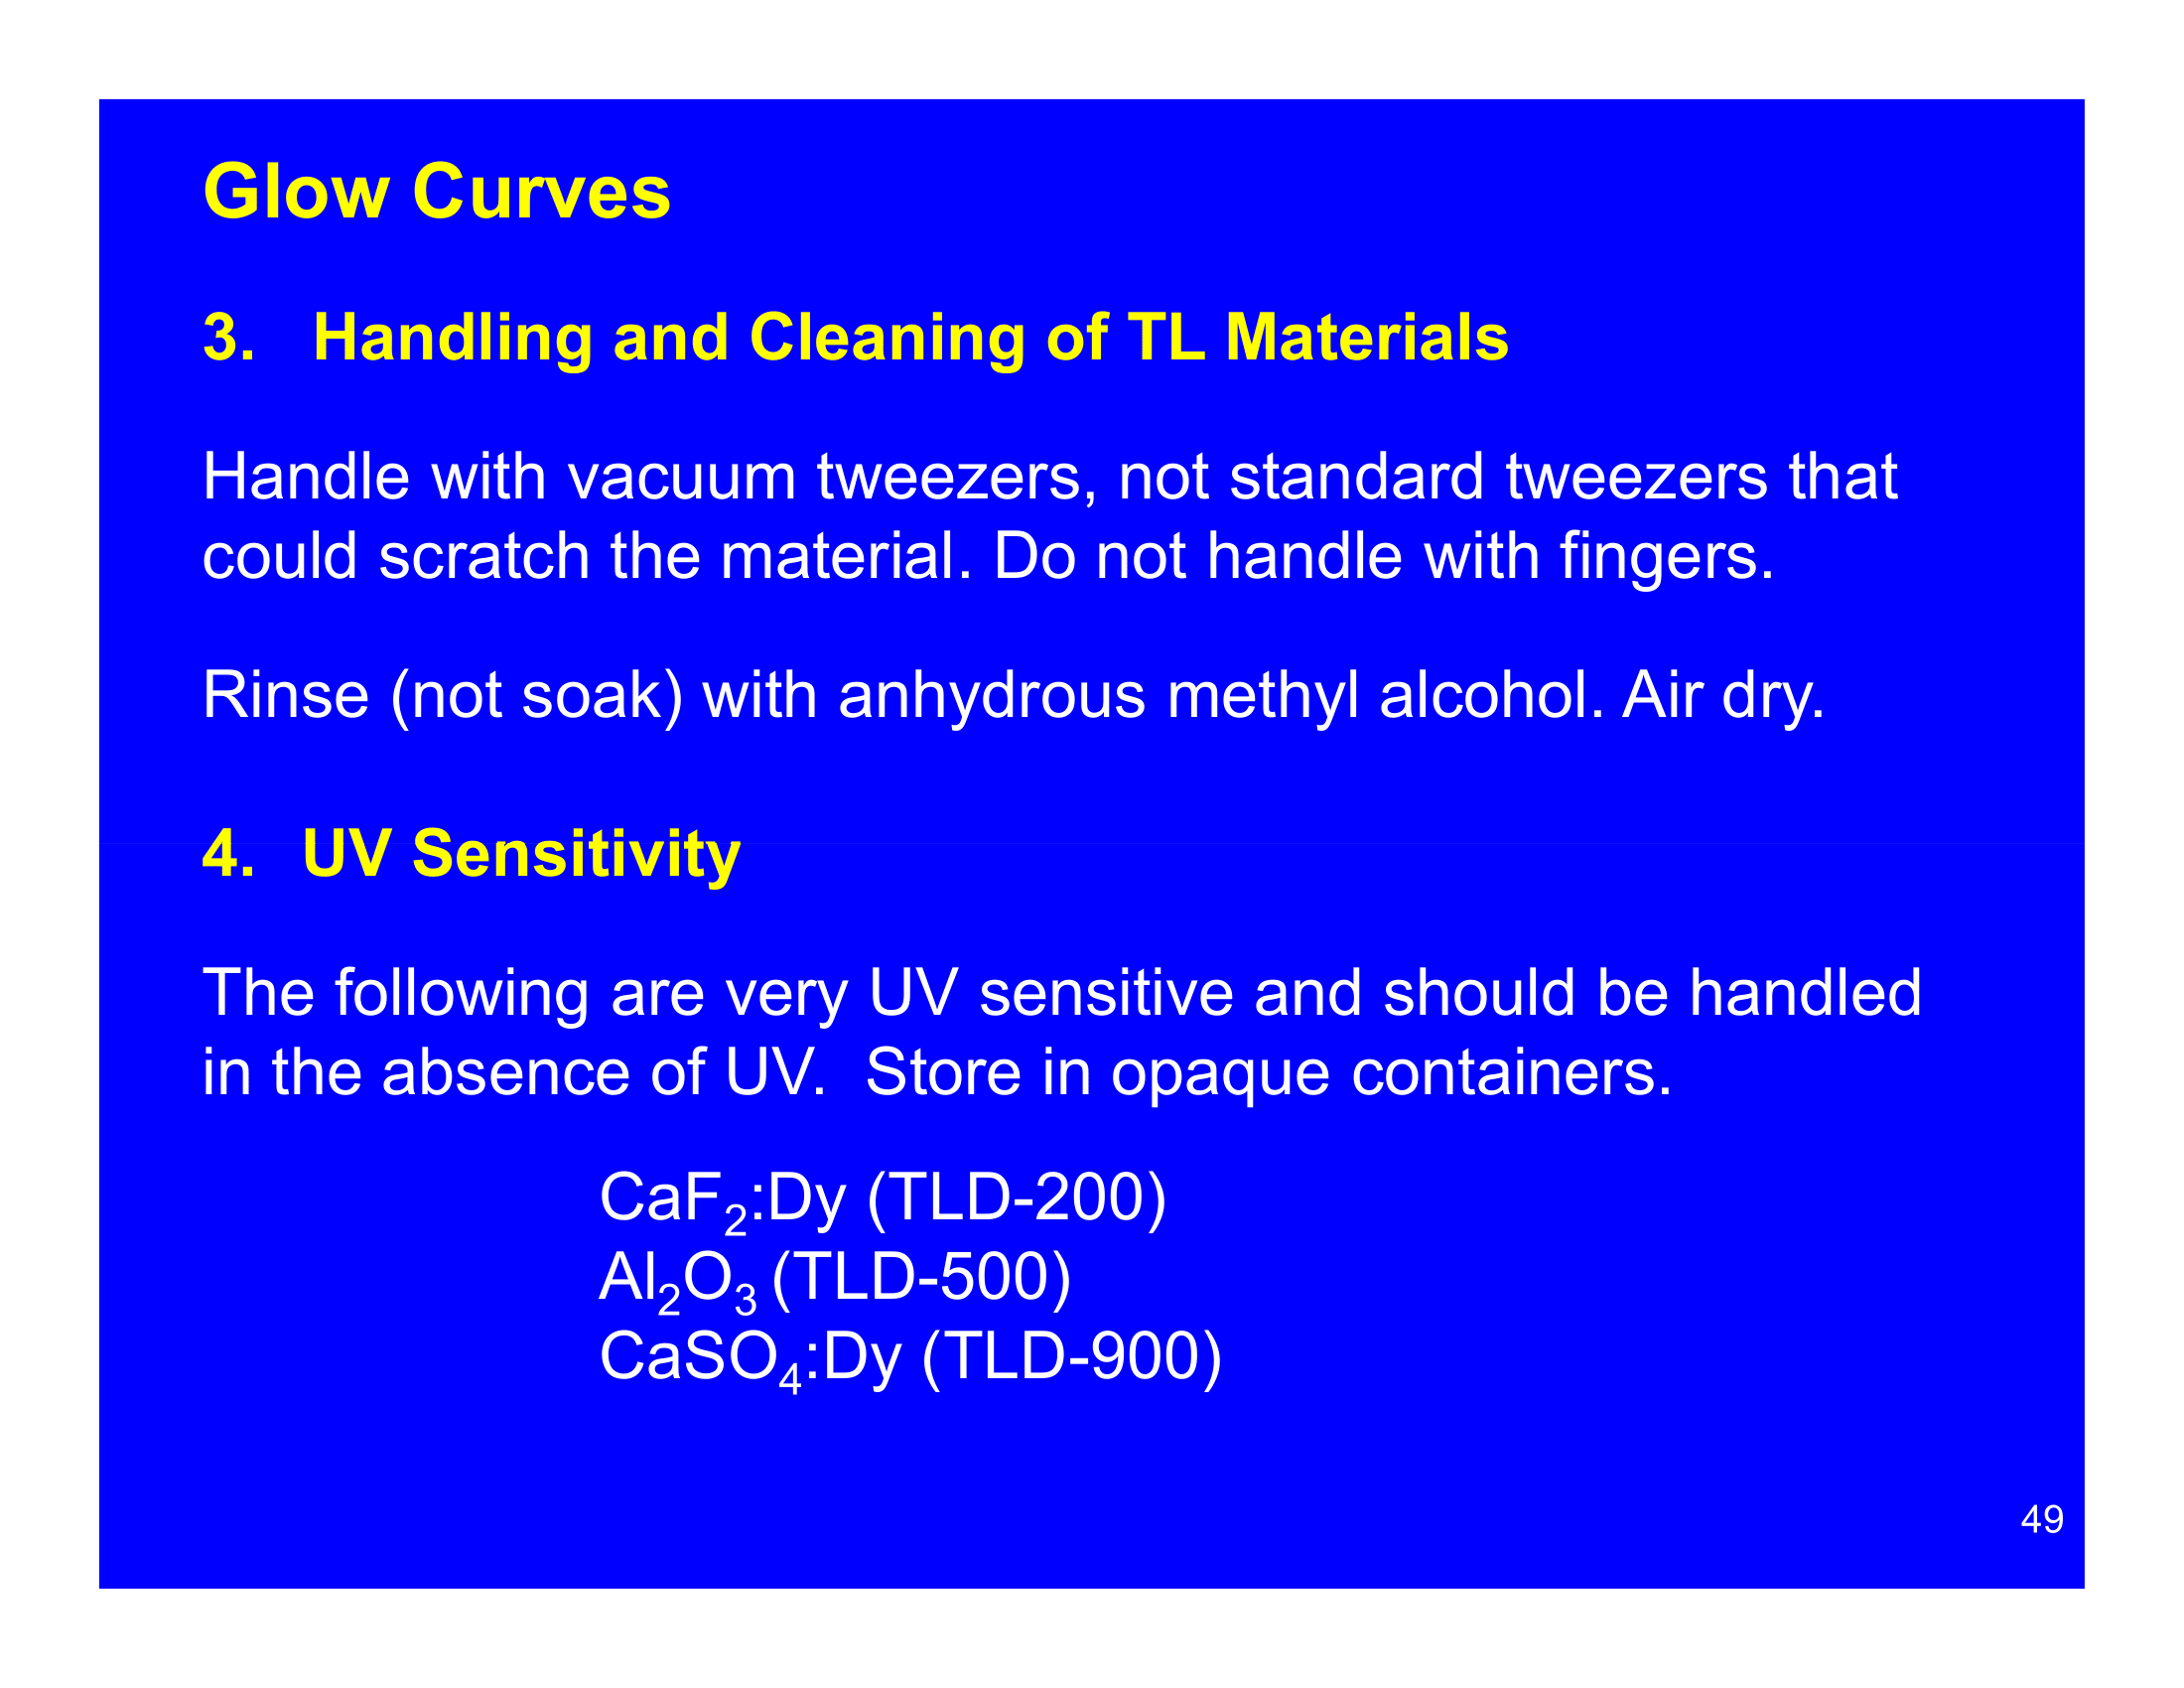 Glow Curves
3. Handling and Cleaning of TL Materials
Handle with vacuum tweezers, not standard tweezers that
could scratch the material. Do not handle with fingers.
Rinse (not soak) with anhydrous methyl alcohol. Air dry.
4. UV Sensitivity
The following are very UV sensitive and should be handled
in the absence of UV. Store in opaque containers.
CaF₂:Dy (TLD-200)
Al₂O₃ (TLD-500)
CaSO₄:Dy (TLD-900)
49